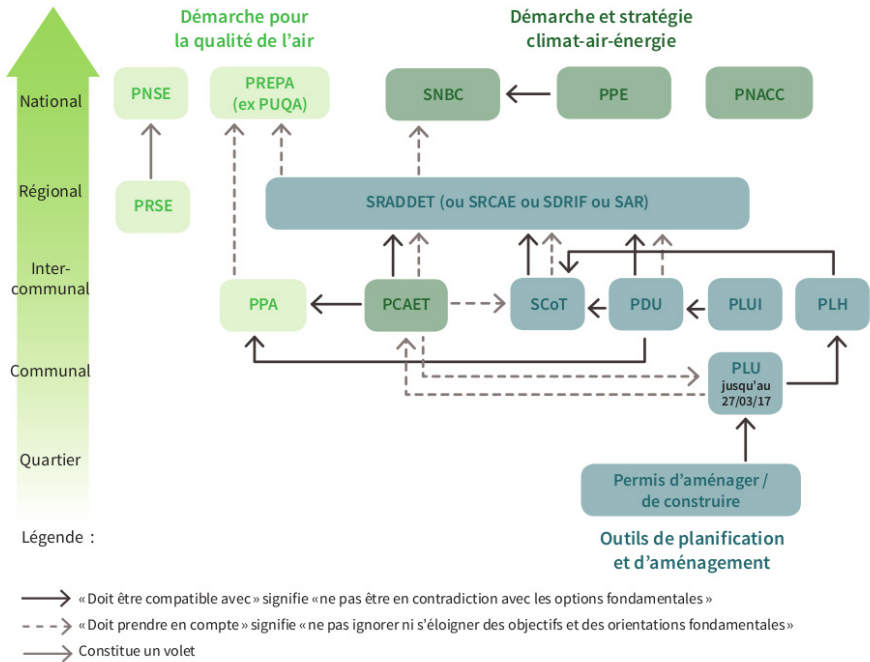 Démarche pour
la qualité de l’air
Démarche et stratégie
climat-air-énergie
National
PNSE
PREPA
(ex PUQA)
SNBC
PPE
PNACC
Régional
PRSE
SRADDET (ou SRCAE ou SDRIF ou SAR)
Inter-
communal
PPA
PCAET
SCoT
PDU
PLUI
PLH
Communal
PLU
jusqu’au
27/03/17
Quartier
Permis d’aménager /
de construire
Légende :
Outils de planification
et d’aménagement
« Doit être compatible avec » signifie « ne pas être en contradiction avec les options fondamentales »
« Doit prendre en compte » signifie « ne pas ignorer ni s’éloigner des objectifs et des orientations fondamentales »
Constitue un volet